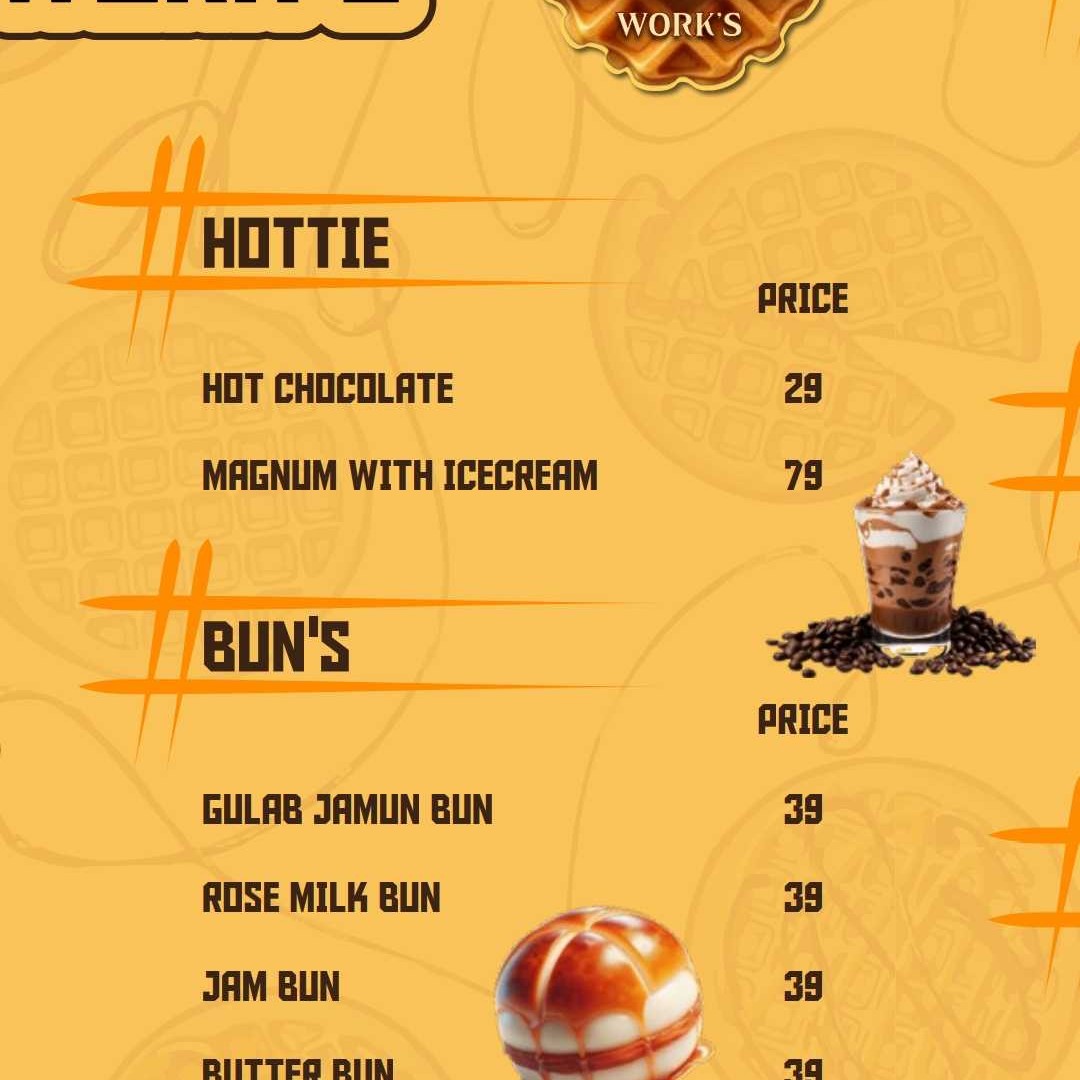 WORK'S
HOTTIE
PRICE
HOT CHOCOLATE 29
MAGNUM WITH ICECREAM 79
BUN'S
PRICE
GULAB JAMUN BUN 39
ROSE MILK BUN 39
JAM BUN 39
BUTTER BUN 39